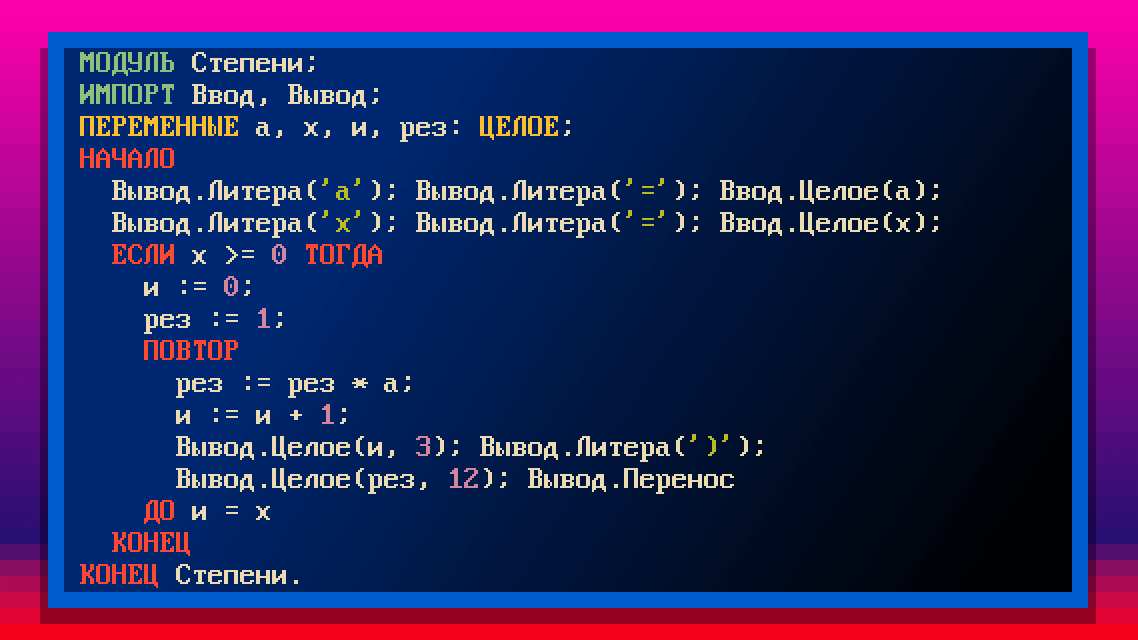 МОДУЛЬ Степени;
ИМПОРТ Ввод, Вывод;
ПЕРЕМЕННЫЕ а, х, и, рез: ЦЕЛОЕ;
НАЧАЛО
  Вывод.Литера('а'); Вывод.Литера('='); Ввод.Целое(а);
  Вывод.Литера('х'); Вывод.Литера('='); Ввод.Целое(х);
  ЕСЛИ х >= 0 ТОГДА
    и := 0;
    рез := 1;
    ПОВТОР
      рез := рез * а;
      и := и + 1;
      Вывод.Целое(и, 3); Вывод.Литера(')');
      Вывод.Целое(рез, 12); Вывод.Перенос
    ДО и = х
  КОНЕЦ
КОНЕЦ Степени.